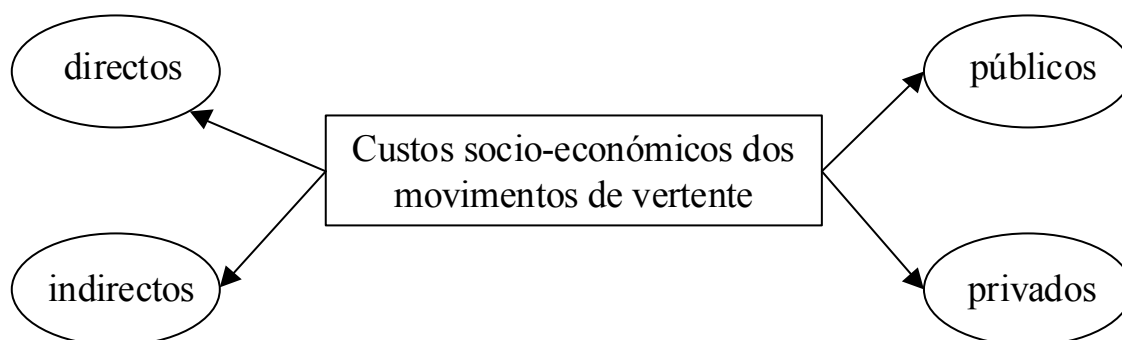 directos
públicos
Custos socio-económicos dos
movimentos de vertente
indirectos
privados